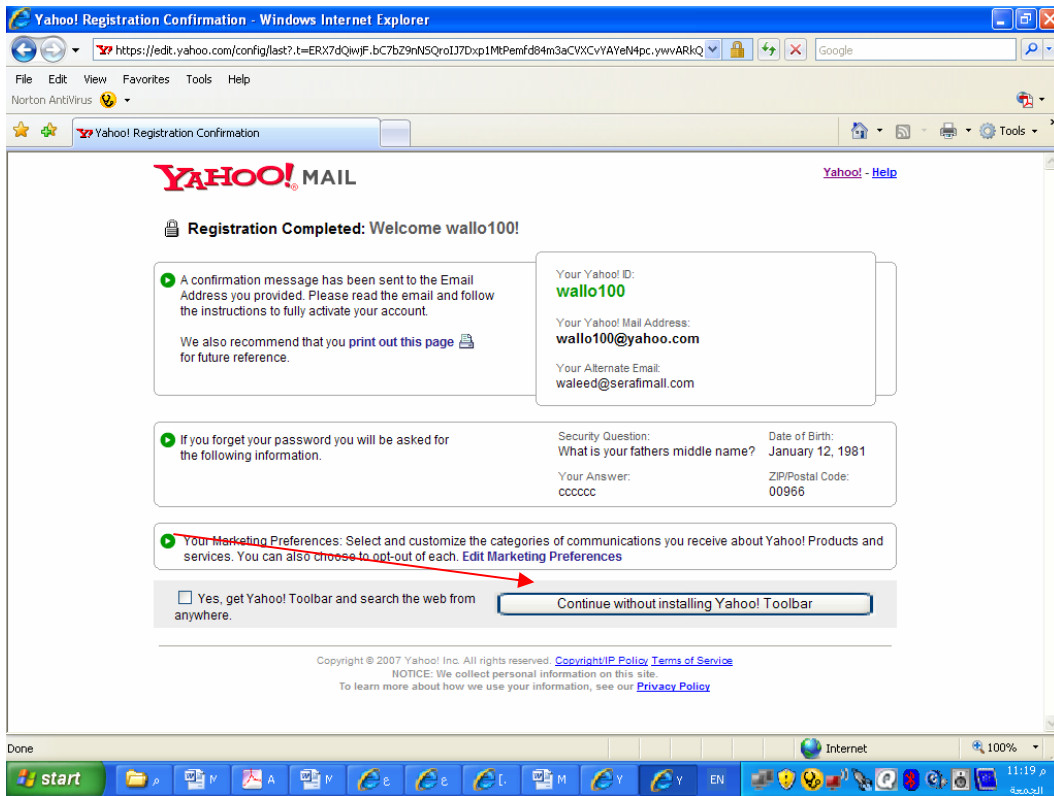 Yahoo! Registration Confirmation - Windows Internet Explorer
Google
File Edit View Favorites Tools Help
Norton AntiVirus
Yahoo! Registration Confirmation
Tools
YAHOO! MAIL
Yahoo! - Help
Registration Completed: Welcome wallo100!
A confirmation message has been sent to the Email
Address you provided. Please read the email and follow
the instructions to fully activate your account.
We also recommend that you print out this page
for future reference.
Your Yahoo! ID:
wallo100
Your Yahoo! Mail Address:
wallo100@yahoo.com
Your Alternate Email:
waleed@serafimall.com
If you forget your password you will be asked for
the following information.
Security Question:
What is your fathers middle name?
Date of Birth:
January 12, 1981
Your Answer:
cccccc
ZIP/Postal Code:
00966
Your Marketing Preferences: Select and customize the categories of communications you receive about Yahoo! Products and
services. You can also choose to opt-out of each. Edit Marketing Preferences
Yes, get Yahoo! Toolbar and search the web from
anywhere.
Continue without installing Yahoo! Toolbar
Copyright © 2007 Yahoo! Inc. All rights reserved. Copyright/IP Policy Terms of Service
NOTICE: We collect personal information on this site.
To learn more about how we use your information, see our Privacy Policy
Done
Internet
100%
start
EN
11:19 م
الجمعة